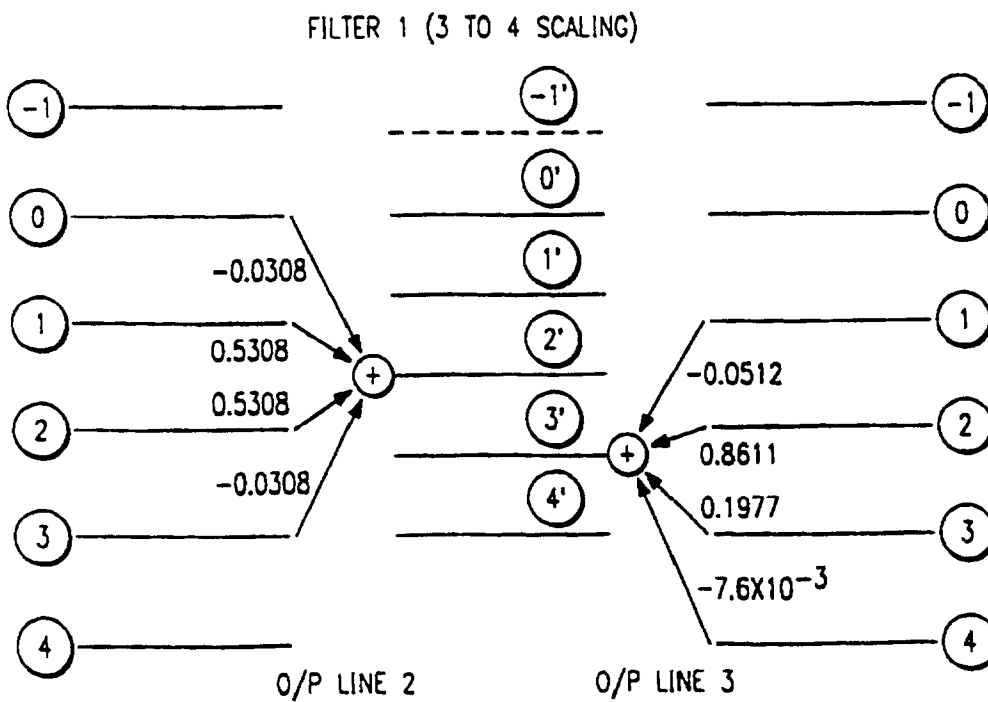 FILTER 1 (3 TO 4 SCALING)
-1 -1' -1
0 0' 0
-0.0308
1 1' 1
0.5308 2' -0.0512
+
0.5308
2 3' 2
+ 0.8611
-0.0308 4' 0.1977
3 3
-7.6X10⁻³
4 4
O/P LINE 2 O/P LINE 3